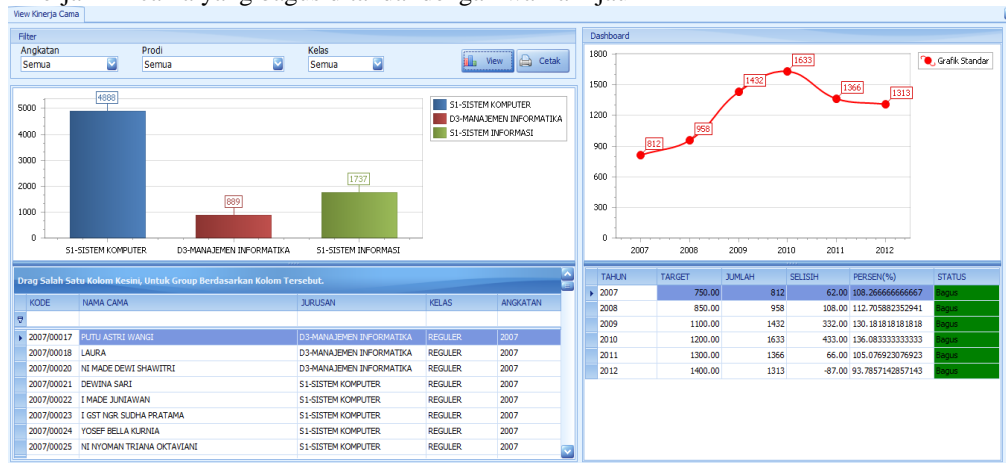 View Kinerja Cama
Filter
Angkatan Prodi Kelas
Semua Semua Semua View Cetak
4888
889
1737
5000
4000
3000
2000
1000
0
S1-SISTEM KOMPUTER D3-MANAJEMEN INFORMATIKA S1-SISTEM INFORMASI
S1-SISTEM KOMPUTER
D3-MANAJEMEN INFORMATIKA
S1-SISTEM INFORMASI
Drag Salah Satu Kolom Kesini, Untuk Group Berdasarkan Kolom Tersebut.
KODE NAMA CAMA JURUSAN KELAS ANGKATAN
2007/00017 PUTU ASTRI WANGI D3-MANAJEMEN INFORMATIKA REGULER 2007
2007/00018 LAURA D3-MANAJEMEN INFORMATIKA REGULER 2007
2007/00020 NI MADE DEWI SHAWITRI D3-MANAJEMEN INFORMATIKA REGULER 2007
2007/00021 DEWINA SARI S1-SISTEM KOMPUTER REGULER 2007
2007/00022 I MADE JUNIAWAN S1-SISTEM KOMPUTER REGULER 2007
2007/00023 I GST NGR SUDHA PRATAMA S1-SISTEM KOMPUTER REGULER 2007
2007/00024 YOSEF BELLA KURNIA S1-SISTEM KOMPUTER REGULER 2007
2007/00025 NI NYOMAN TRIANA OKTAVIANI S1-SISTEM KOMPUTER REGULER 2007
Dashboard
1800
1500
1200
900
600
300
0
812
958
1432
1633
1366
1313
2007 2008 2009 2010 2011 2012
Grafik Standar
TAHUN TARGET JUMLAH SELISIH PERSEN(%) STATUS
2007 750.00 812 62.00 108.266666666667 Bagus
2008 850.00 958 108.00 112.705882352941 Bagus
2009 1100.00 1432 332.00 130.181818181818 Bagus
2010 1200.00 1633 433.00 136.083333333333 Bagus
2011 1300.00 1366 66.00 105.076923076923 Bagus
2012 1400.00 1313 -87.00 93.7857142857143 Bagus